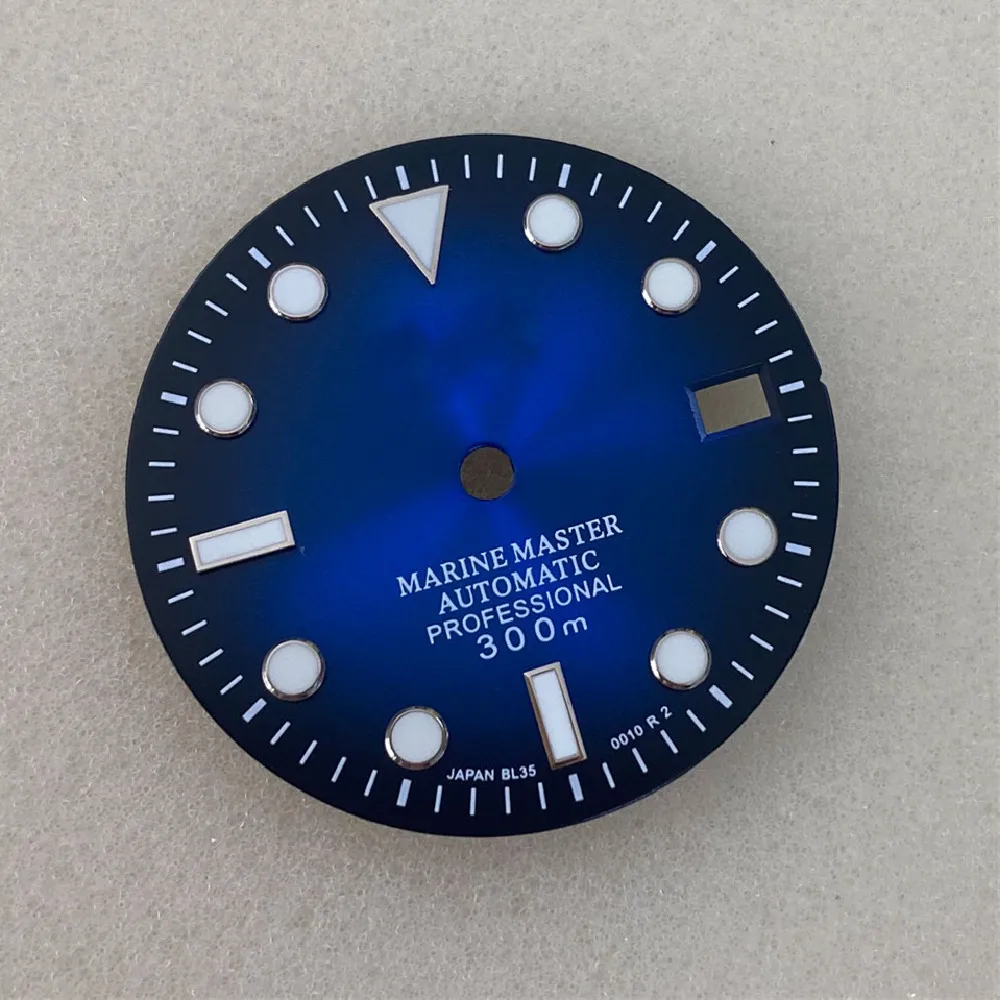 MARINE MASTER
AUTOMATIC
PROFESSIONAL
300m
JAPAN BL35
0010 R 2